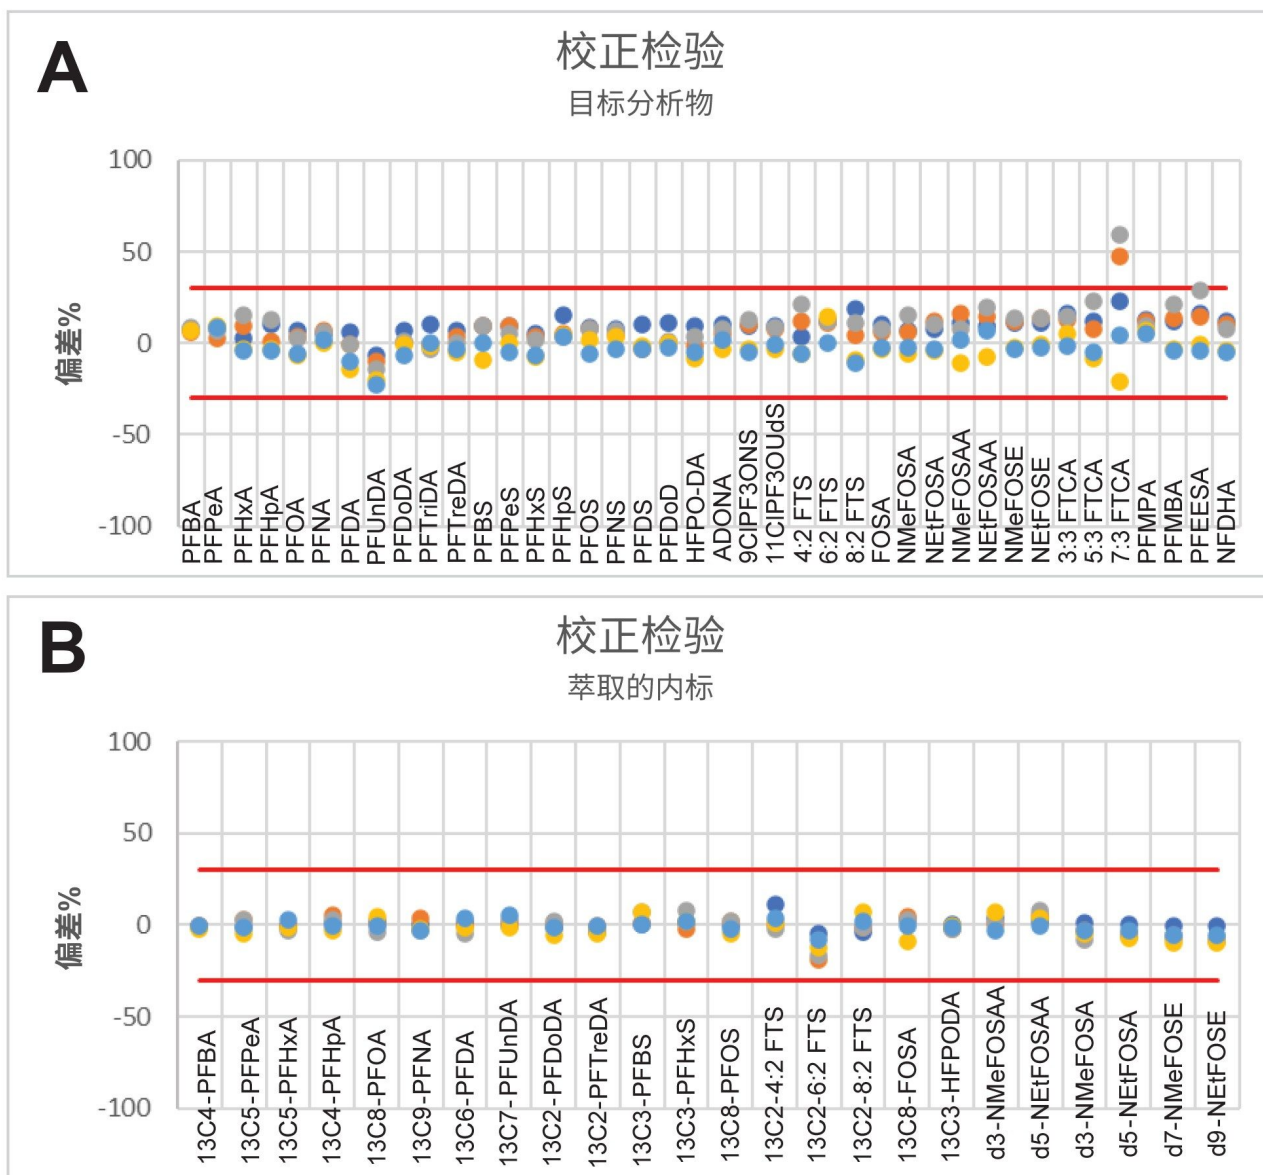 A
校正检验
目标分析物
100
50
0
-50
-100
偏差%
PFBA
PFPeA
PFHxA
PFHpA
PFOA
PFNA
PFDA
PFUnDA
PFDoDA
PFTriDA
PFTreDA
PFBS
PFPeS
PFHxS
PFHpS
PFOS
PFNS
PFDS
PFDoD
HFPO-DA
ADONA
9CIPF3ONS
11CIPF3OUdS
4:2 FTS
6:2 FTS
8:2 FTS
FOSA
NMeFOSA
NEtFOSA
NMeFOSAA
NEtFOSAA
NMeFOSE
NEtFOSE
3:3 FTCA
5:3 FTCA
7:3 FTCA
PFMPA
PFMBA
PFEESA
NFDHA
B
校正检验
萃取的内标
100
50
0
-50
-100
偏差%
13C4-PFBA
13C5-PFPeA
13C5-PFHxA
13C4-PFHpA
13C8-PFOA
13C9-PFNA
13C6-PFDA
13C7-PFUnDA
13C2-PFDoDA
13C2-PFTreDA
13C3-PFBS
13C3-PFHxS
13C8-PFOS
13C2-4:2 FTS
13C2-6:2 FTS
13C2-8:2 FTS
13C8-FOSA
13C3-HFPODA
d3-NMeFOSAA
d5-NEtFOSAA
d3-NMeFOSA
d5-NEtFOSA
d7-NMeFOSE
d9-NEtFOSE